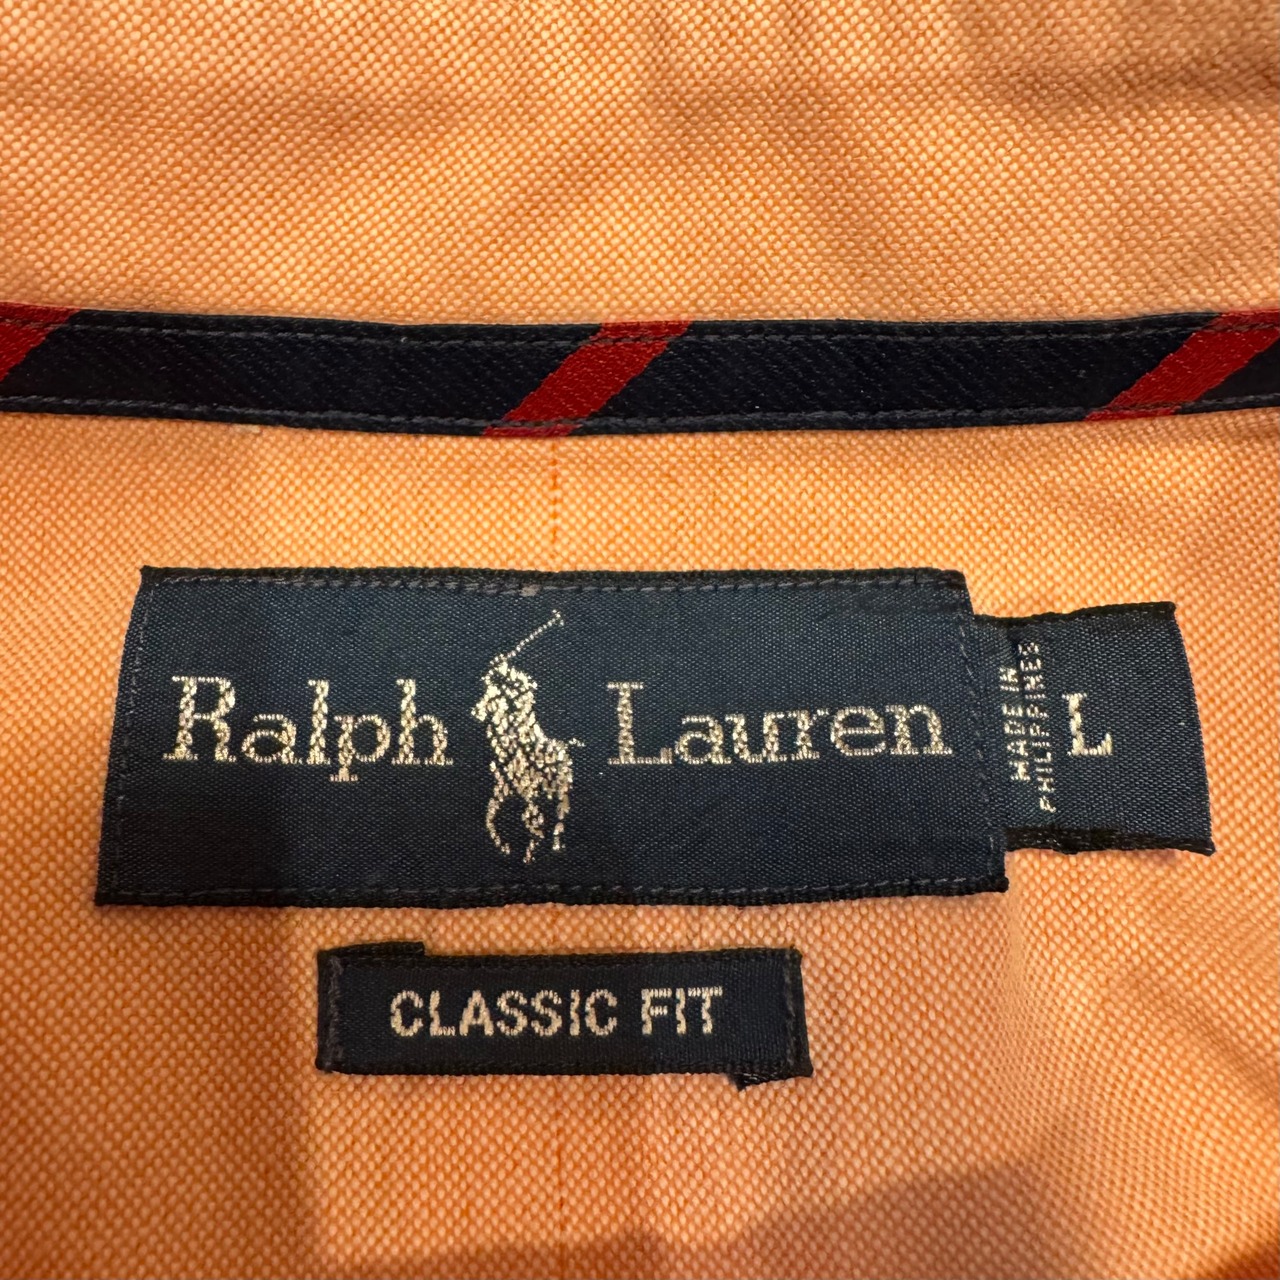 Ralph Lauren
MADE IN
PHILIPPINES
L
CLASSIC FIT